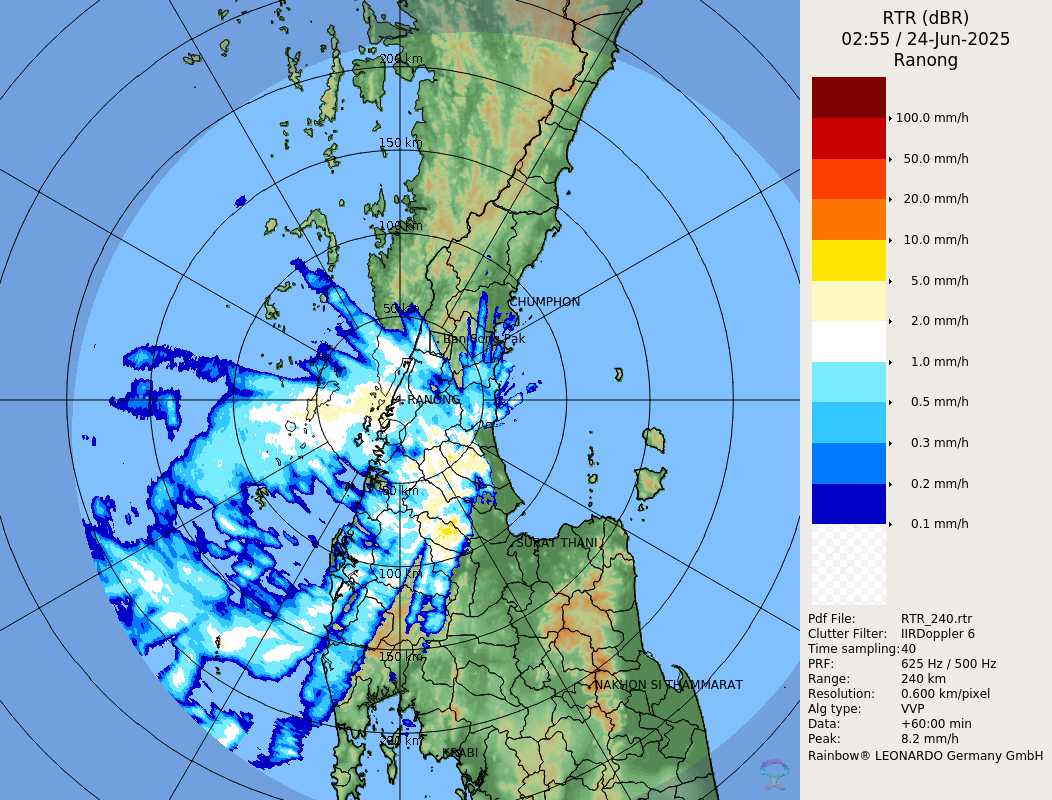 RTR (dBR)
02:55 / 24-Jun-2025
Ranong
100.0 mm/h
50.0 mm/h
20.0 mm/h
10.0 mm/h
5.0 mm/h
2.0 mm/h
1.0 mm/h
0.5 mm/h
0.3 mm/h
0.2 mm/h
0.1 mm/h
Pdf File: RTR_240.rtr
Clutter Filter: IIRDoppler 6
Time sampling:40
PRF: 625 Hz / 500 Hz
Range: 240 km
Resolution: 0.600 km/pixel
Alg type: VVP
Data: +60:00 min
Peak: 8.2 mm/h
Rainbow® LEONARDO Germany GmbH
200 km
150 km
100 km
50 km
CHUMPHON
RANONG
50 km
SURAT THANI
100 km
150 km
NAKHON SI THAMMARAT
200 km
KRABI